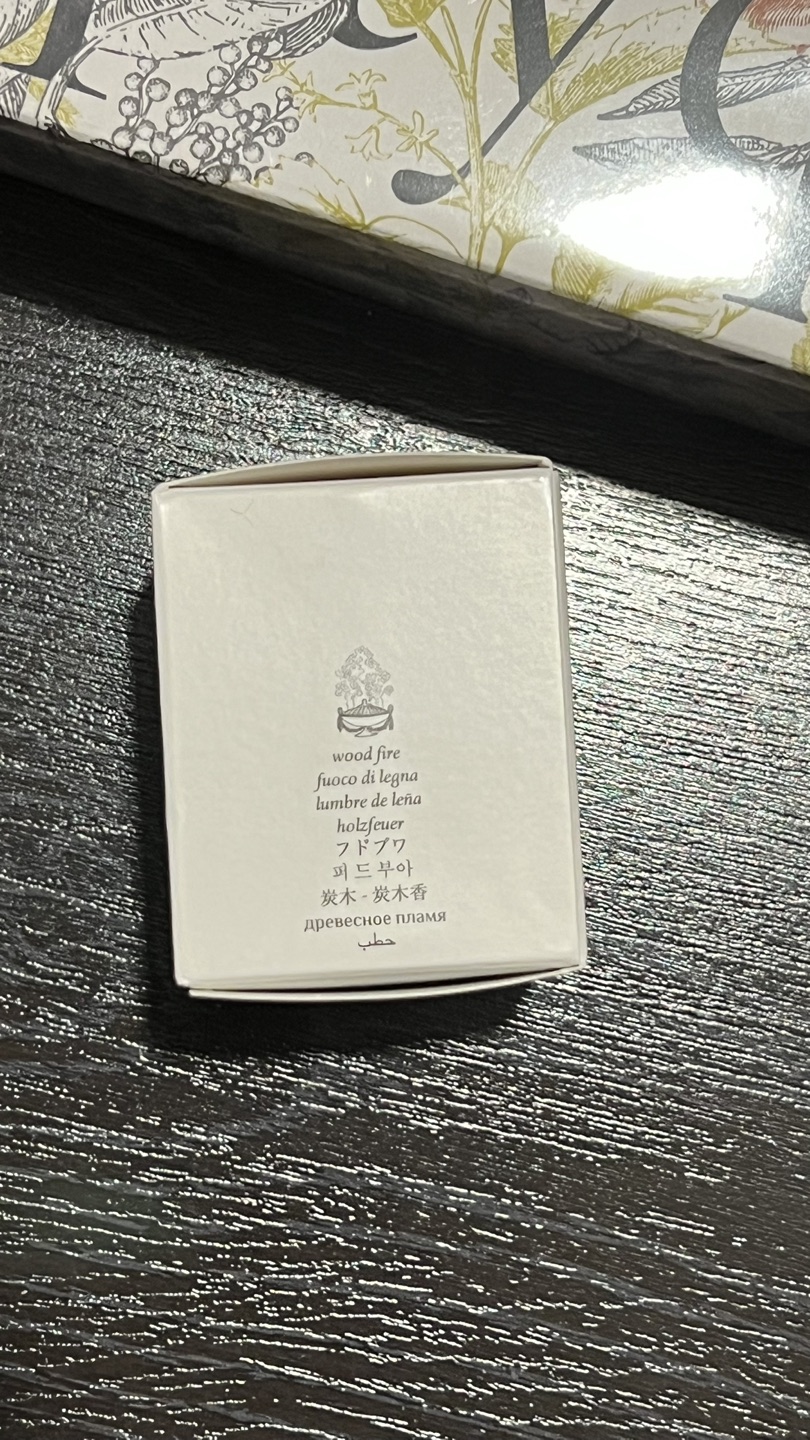 wood fire
fuoco di legna
lumbre de leña
holzfeuer
フドブワ
퍼 드 부아
炭木 - 炭木香
древесное пламя
حطب